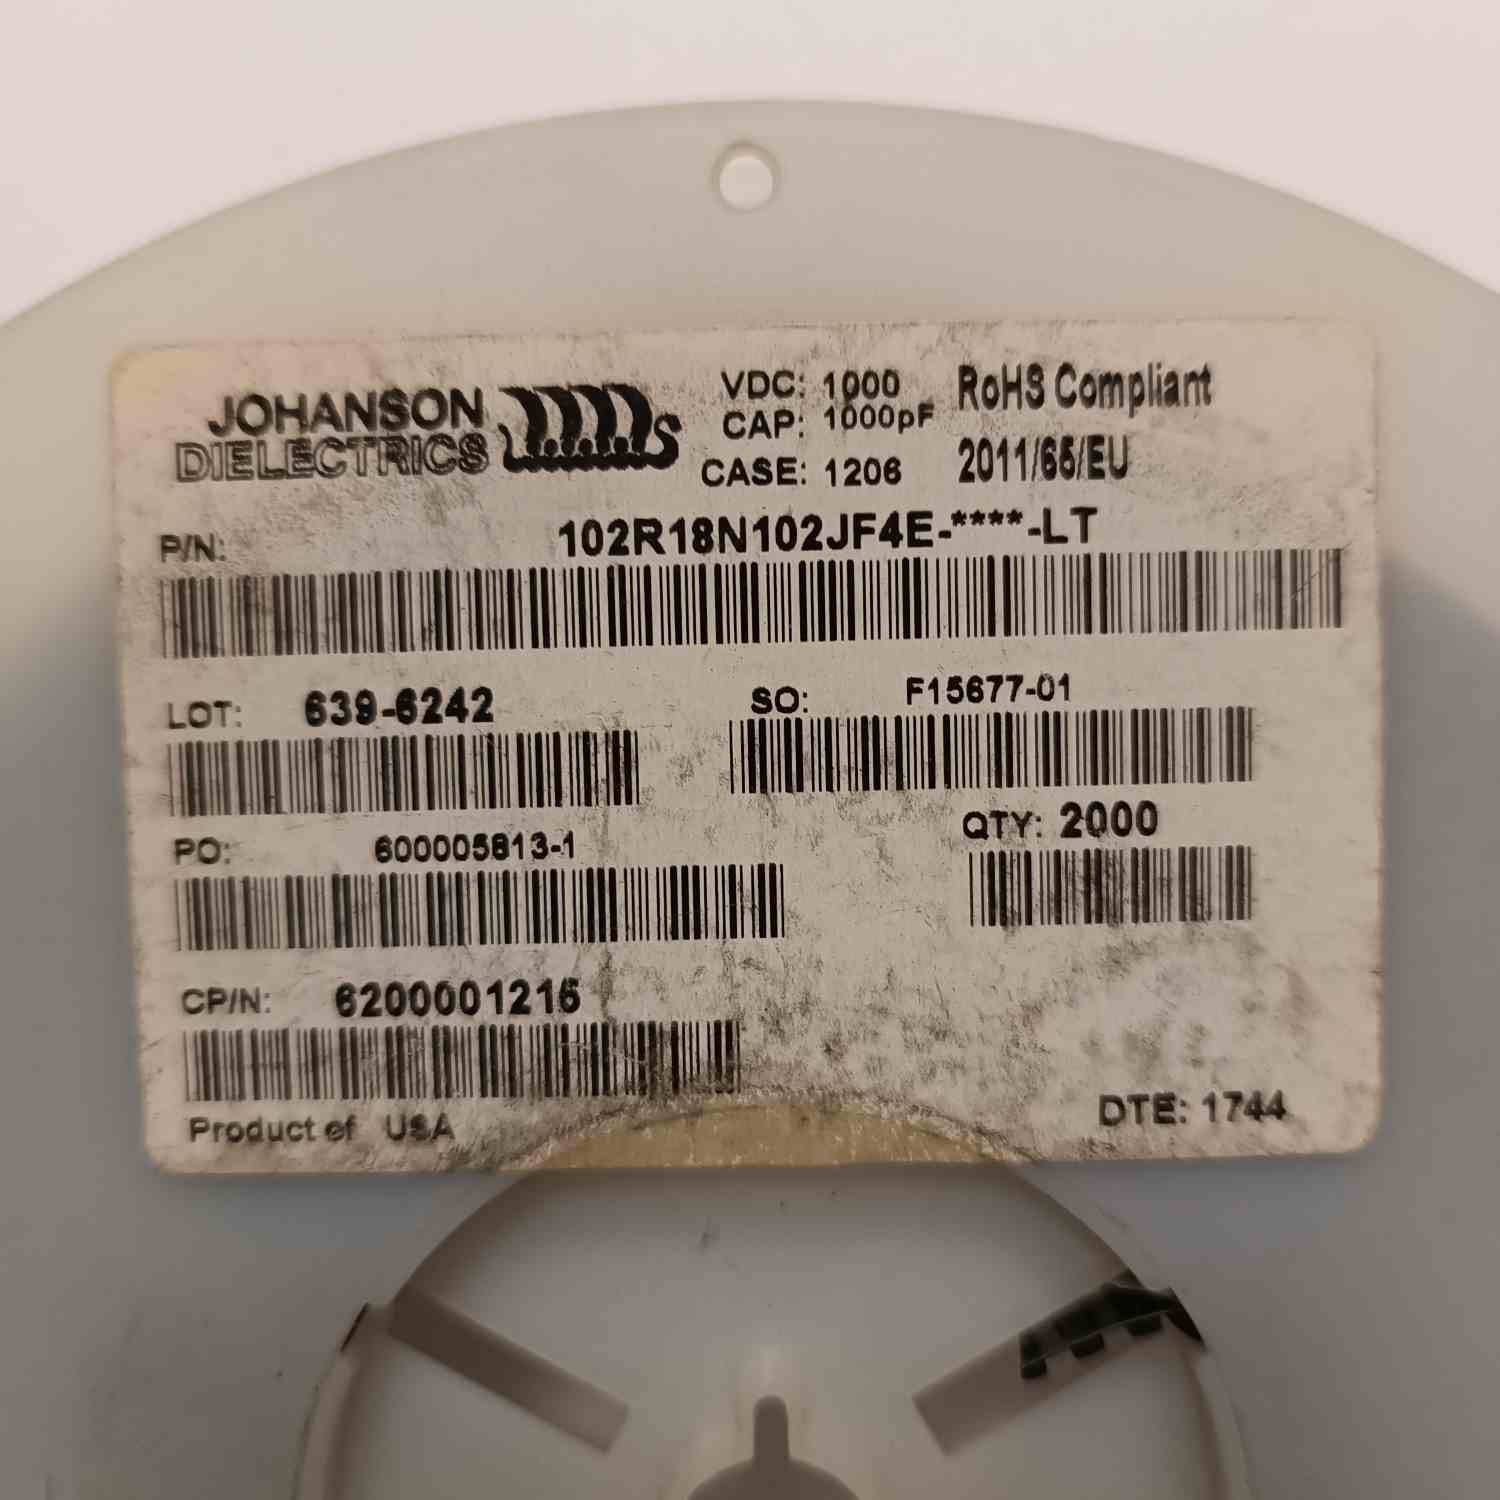 JOHANSON
DIELECTRICS
VDC: 1000
CAP: 1000pF
CASE: 1206
RoHS Compliant
2011/65/EU
P/N: 102R18N102JF4E-****-LT
LOT: 639-6242
SO: F15677-01
PO: 600005813-1
QTY: 2000
CP/N: 6200001215
Product of USA
DTE: 1744